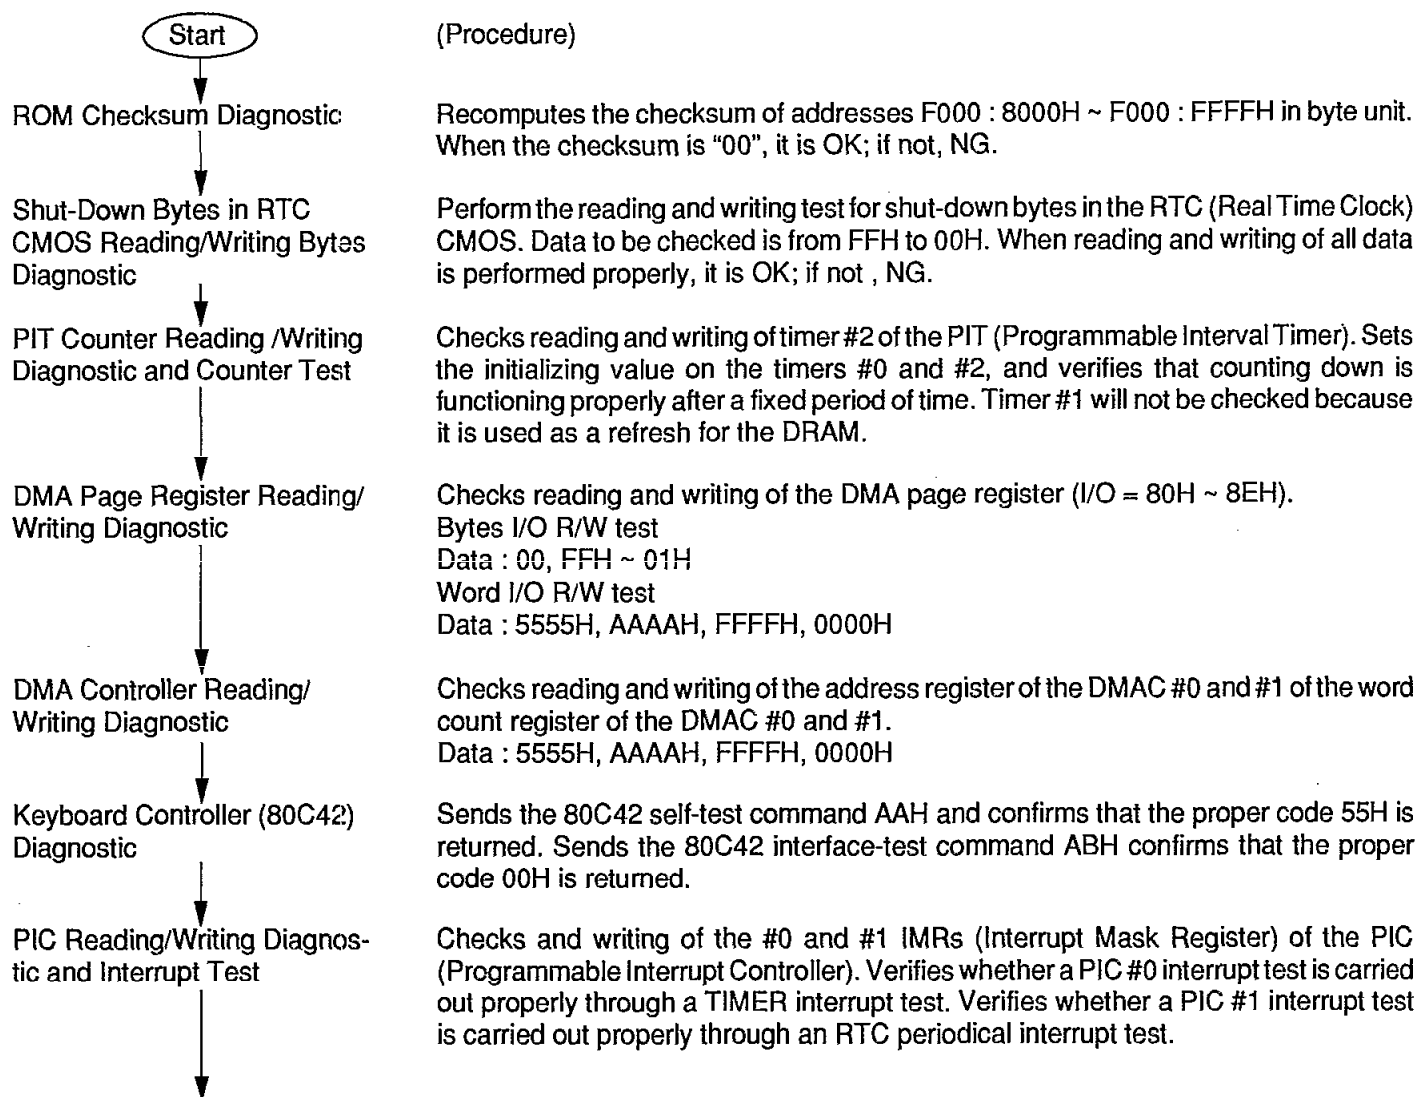 Start
(Procedure)
ROM Checksum Diagnostic
Recomputes the checksum of addresses F000 : 8000H ~ F000 : FFFFH in byte unit.
When the checksum is “00”, it is OK; if not, NG.
Shut-Down Bytes in RTC
CMOS Reading/Writing Bytes
Diagnostic
Perform the reading and writing test for shut-down bytes in the RTC (Real Time Clock)
CMOS. Data to be checked is from FFH to 00H. When reading and writing of all data
is performed properly, it is OK; if not , NG.
PIT Counter Reading /Writing
Diagnostic and Counter Test
Checks reading and writing of timer #2 of the PIT (Programmable Interval Timer). Sets
the initializing value on the timers #0 and #2, and verifies that counting down is
functioning properly after a fixed period of time. Timer #1 will not be checked because
it is used as a refresh for the DRAM.
DMA Page Register Reading/
Writing Diagnostic
Checks reading and writing of the DMA page register (I/O = 80H ~ 8EH).
Bytes I/O R/W test
Data : 00, FFH ~ 01H
Word I/O R/W test
Data : 5555H, AAAAH, FFFFH, 0000H
DMA Controller Reading/
Writing Diagnostic
Checks reading and writing of the address register of the DMAC #0 and #1 of the word
count register of the DMAC #0 and #1.
Data : 5555H, AAAAH, FFFFH, 0000H
Keyboard Controller (80C42)
Diagnostic
Sends the 80C42 self-test command AAH and confirms that the proper code 55H is
returned. Sends the 80C42 interface-test command ABH confirms that the proper
code 00H is returned.
PIC Reading/Writing Diagnos-
tic and Interrupt Test
Checks and writing of the #0 and #1 IMRs (Interrupt Mask Register) of the PIC
(Programmable Interrupt Controller). Verifies whether a PIC #0 interrupt test is carried
out properly through a TIMER interrupt test. Verifies whether a PIC #1 interrupt test
is carried out properly through an RTC periodical interrupt test.